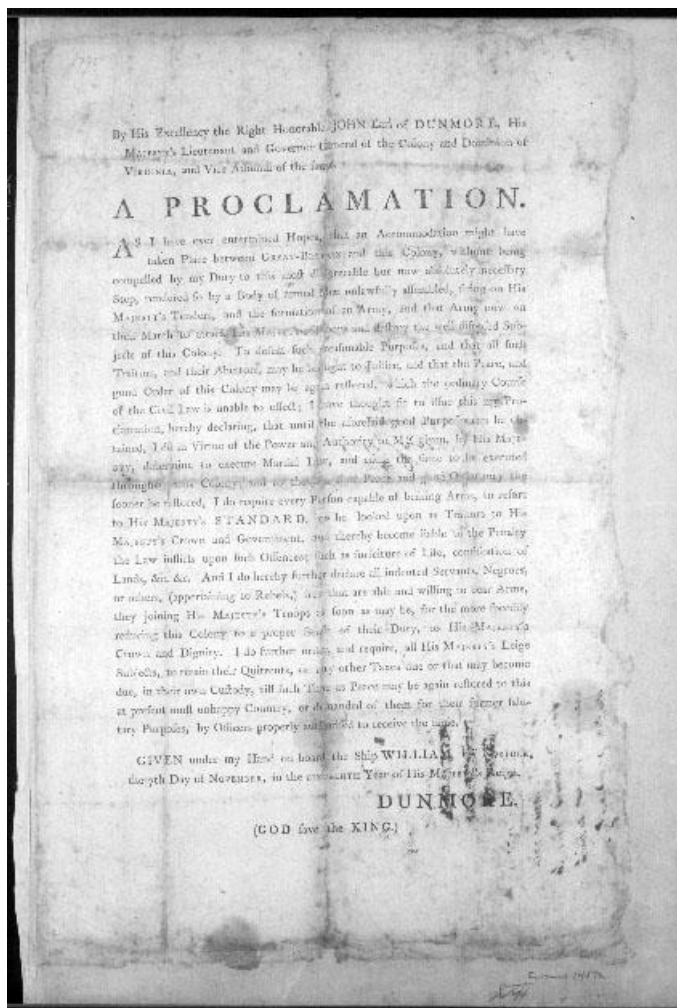 1775
By His Excellency the Right Honorable JOHN Earl of DUNMORE, His
MAJESTY's Lieutenant and Governor General of the Colony and Dominion of
VIRGINIA, and Vice Admiral of the same.
A PROCLAMATION.
AS I have ever entertained Hopes, that an Accommodation might have
taken Place between GREAT-BRITAIN and this Colony, without being
compelled by my Duty to this most disagreeable but now absolutely necessary
Step, rendered so by a Body of armed Men unlawfully assembled, firing on His
MAJESTY's Tenders, and the formation of an Army, and that Army now on
their March to attack His MAJESTY's Troops and destroy the well disposed Sub-
jects of this Colony. To defeat such treasonable Purposes, and that all such
Traitors, and their Abettors, may be brought to Justice, and that the Peace, and
good Order of this Colony may be again restored, which the ordinary Course
of the Civil Law is unable to effect; I have thought fit to issue this my Pro-
clamation, hereby declaring, that until the aforesaid good Purposes can be ob-
tained, I do in Virtue of the Power and Authority to ME given, by His MAJE-
STY, determine to execute Martial Law, and cause the same to be executed
throughout this Colony; and to the end that Peace and good Order may the
sooner be restored, I do require every Person capable of bearing Arms, to resort
to His MAJESTY's STANDARD, or be looked upon as Traitors to His
MAJESTY's Crown and Government, and thereby become liable to the Penalty
the Law inflicts upon such Offences; such as forfeiture of Life, confiscation of
Lands, &c. &c. And I do hereby further declare all indented Servants, Negroes,
or others, (appertaining to Rebels,) free that are able and willing to bear Arms,
they joining His MAJESTY's Troops as soon as may be, for the more speedily
reducing this Colony to a proper Sense of their Duty, to His MAJESTY's
Crown and Dignity. I do further order, and require, all His MAJESTY's Leige
Subjects, to retain their Quitrents, or any other Taxes due or that may become
due, in their own Custody, till such Time as Peace may be again restored to this
at present most unhappy Country, or demanded of them for their former salu-
tary Purposes, by Officers properly authorised to receive the same.
GIVEN under my Hand on board the Ship WILLIAM,
the 7th Day of NOVEMBER, in the SIXTEENTH Year of His MAJESTY's Reign.
DUNMORE.
(GOD save the KING.)